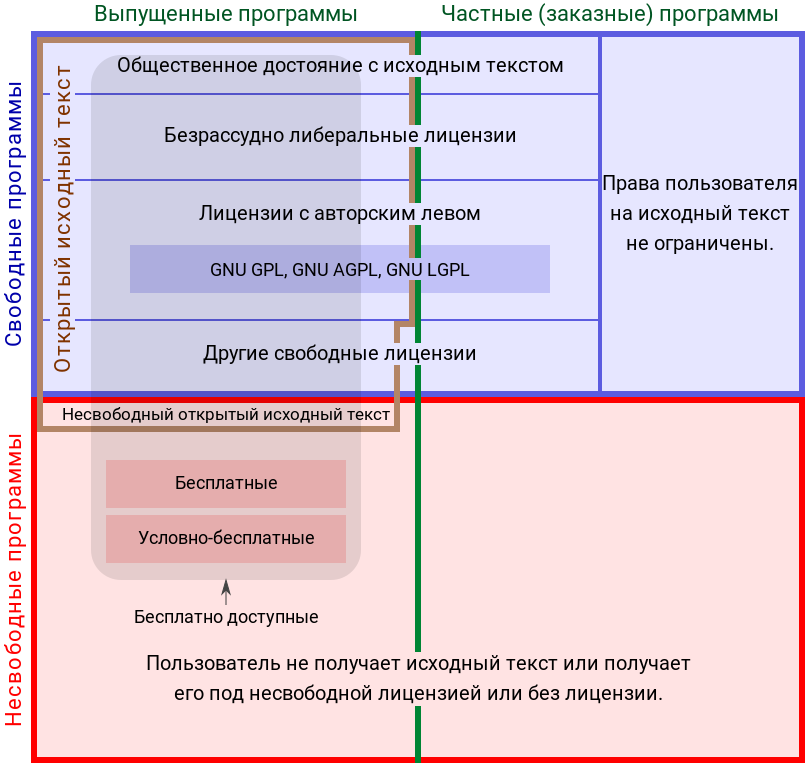 Выпущенные программы
Частные (заказные) программы
Свободные программы
Открытый исходный текст
Общественное достояние с исходным текстом
Безрассудно либеральные лицензии
Лицензии с авторским левом
GNU GPL, GNU AGPL, GNU LGPL
Другие свободные лицензии
Права пользователя
на исходный текст
не ограничены.
Несвободные программы
Несвободный открытый исходный текст
Бесплатные
Условно-бесплатные
Бесплатно доступные
Пользователь не получает исходный текст или получает
его под несвободной лицензией или без лицензии.